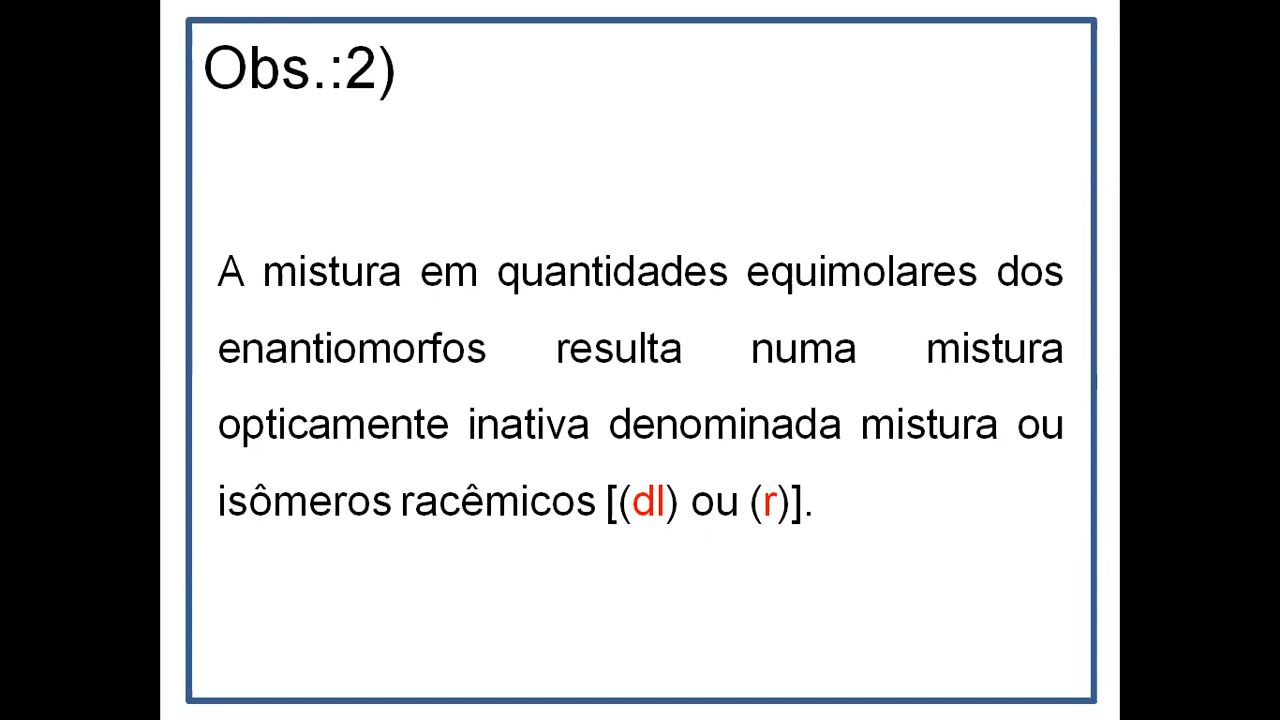 Obs.:2)
A mistura em quantidades equimolares dos
enantiomorfos resulta numa mistura
opticamente inativa denominada mistura ou
isômeros racêmicos [(dl) ou (r)].